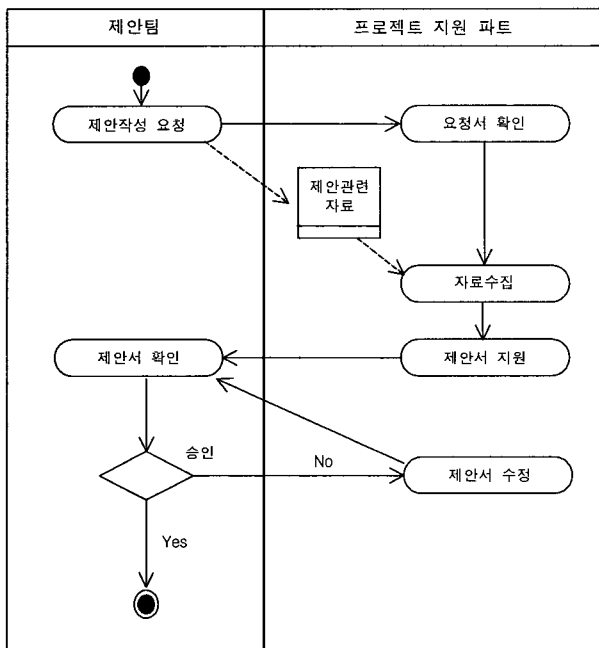 제안팀
프로젝트 지원 파트
제안작성 요청
요청서 확인
제안관련
자료
자료수집
제안서 확인
제안서 지원
승인
No
제안서 수정
Yes